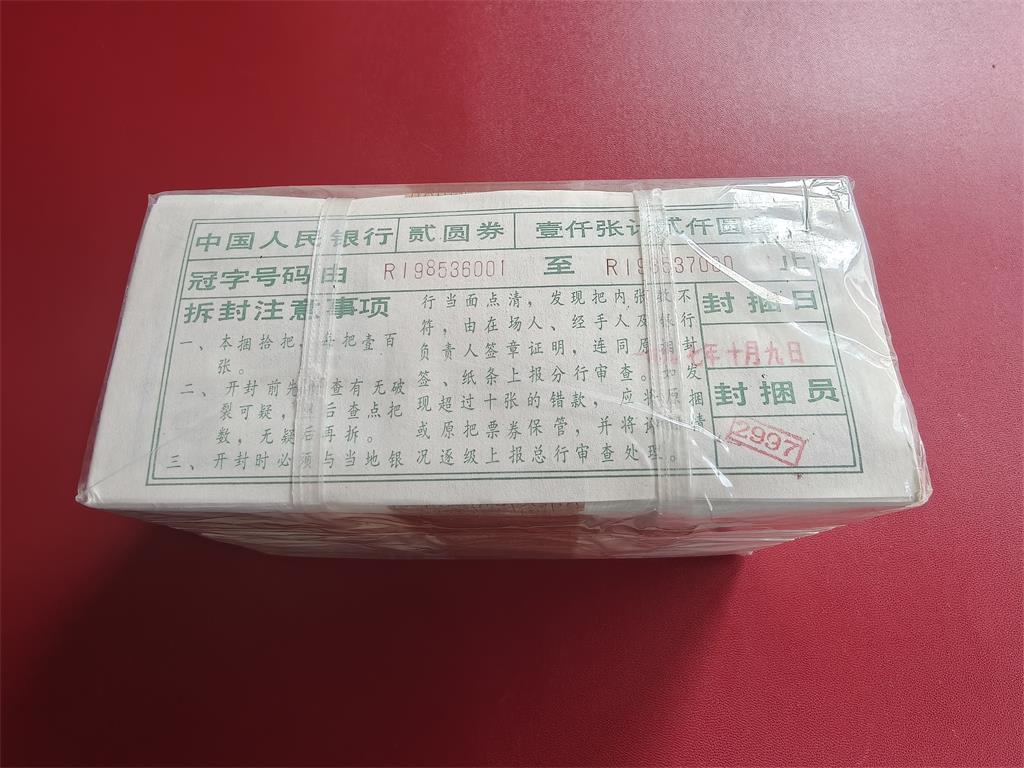 中国人民银行 贰圆券 壹仟张计贰仟圆
冠字号码由 RI98536001 至 RI98537000 止
拆封注意事项
一、本捆拾把，每把壹百
张。
二、开封前先 查有无破
裂可疑， 后查点把
数，无疑后再拆。
三、开封时必须与当地银
行当面点清，发现把内张数不
符，由在场人、经手人及银行
负责人签章证明，连同原 封
签、纸条上报分行审查。如发
现超过十张的错款，应将原捆
或原把票券保管，并将 情
况逐级上报总行审查处理。
封捆日
七年十月九日
封捆员
2997